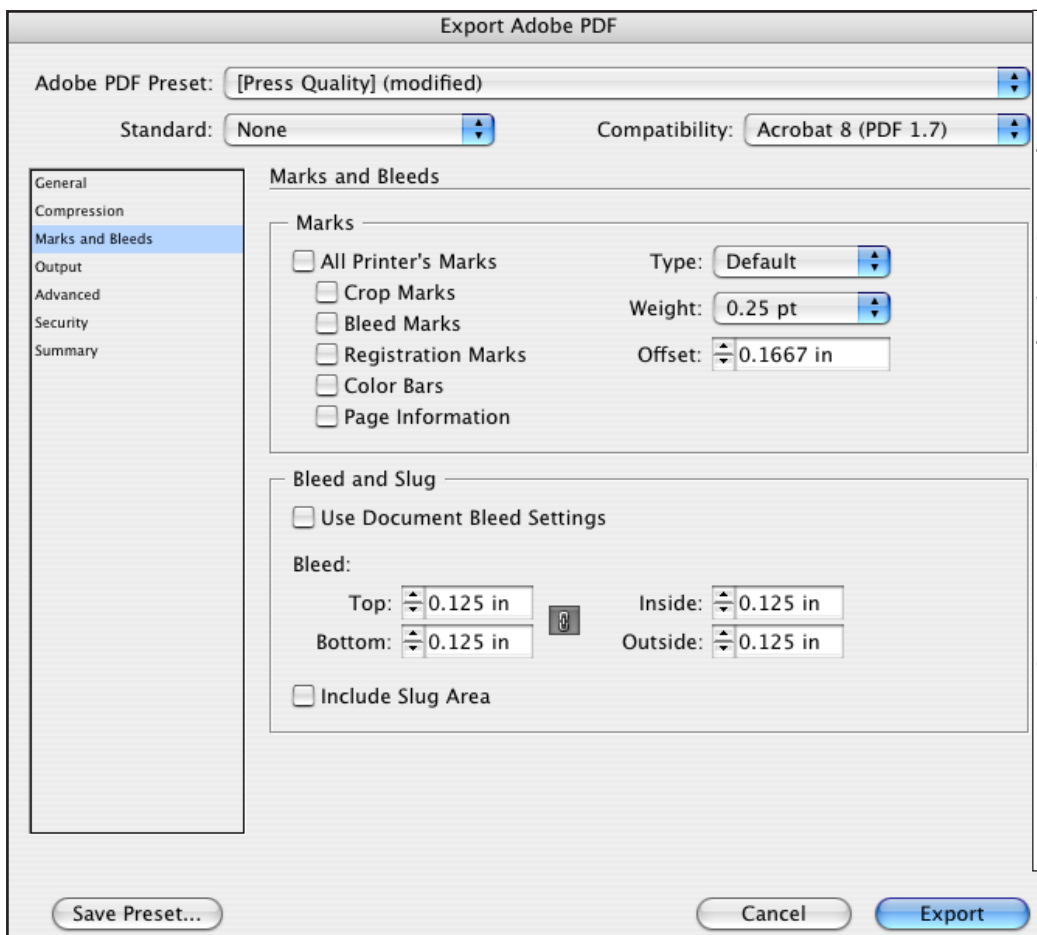 Export Adobe PDF
Adobe PDF Preset: [Press Quality] (modified)
Standard: None Compatibility: Acrobat 8 (PDF 1.7)
General
Compression
Marks and Bleeds
Output
Advanced
Security
Summary
Marks and Bleeds
Marks
All Printer's Marks
Crop Marks
Bleed Marks
Registration Marks
Color Bars
Page Information
Type: Default
Weight: 0.25 pt
Offset: 0.1667 in
Bleed and Slug
Use Document Bleed Settings
Bleed:
Top: 0.125 in Inside: 0.125 in
Bottom: 0.125 in Outside: 0.125 in
Include Slug Area
Save Preset... Cancel Export